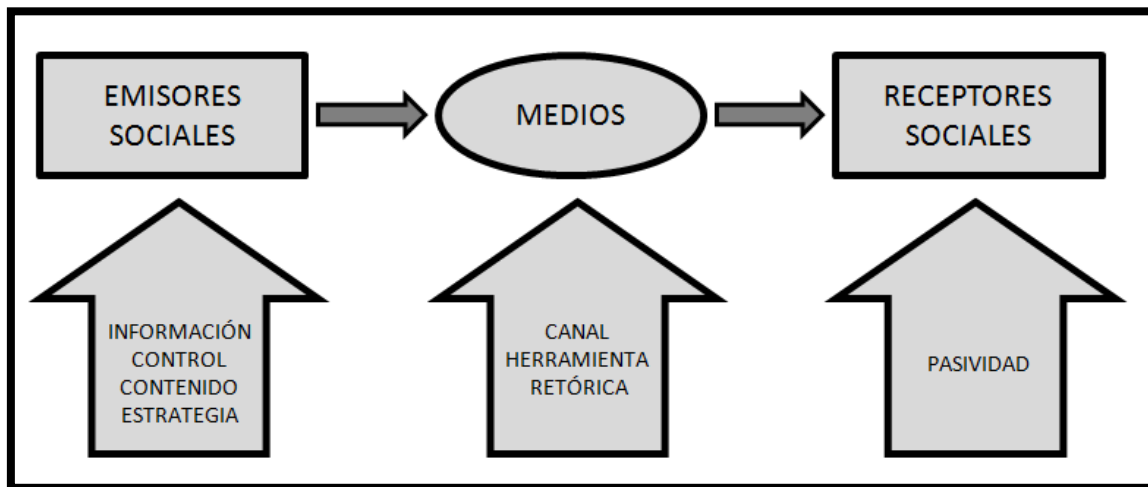 EMISORES
SOCIALES
MEDIOS
RECEPTORES
SOCIALES
INFORMACIÓN
CONTROL
CONTENIDO
ESTRATEGIA
CANAL
HERRAMIENTA
RETÓRICA
PASIVIDAD